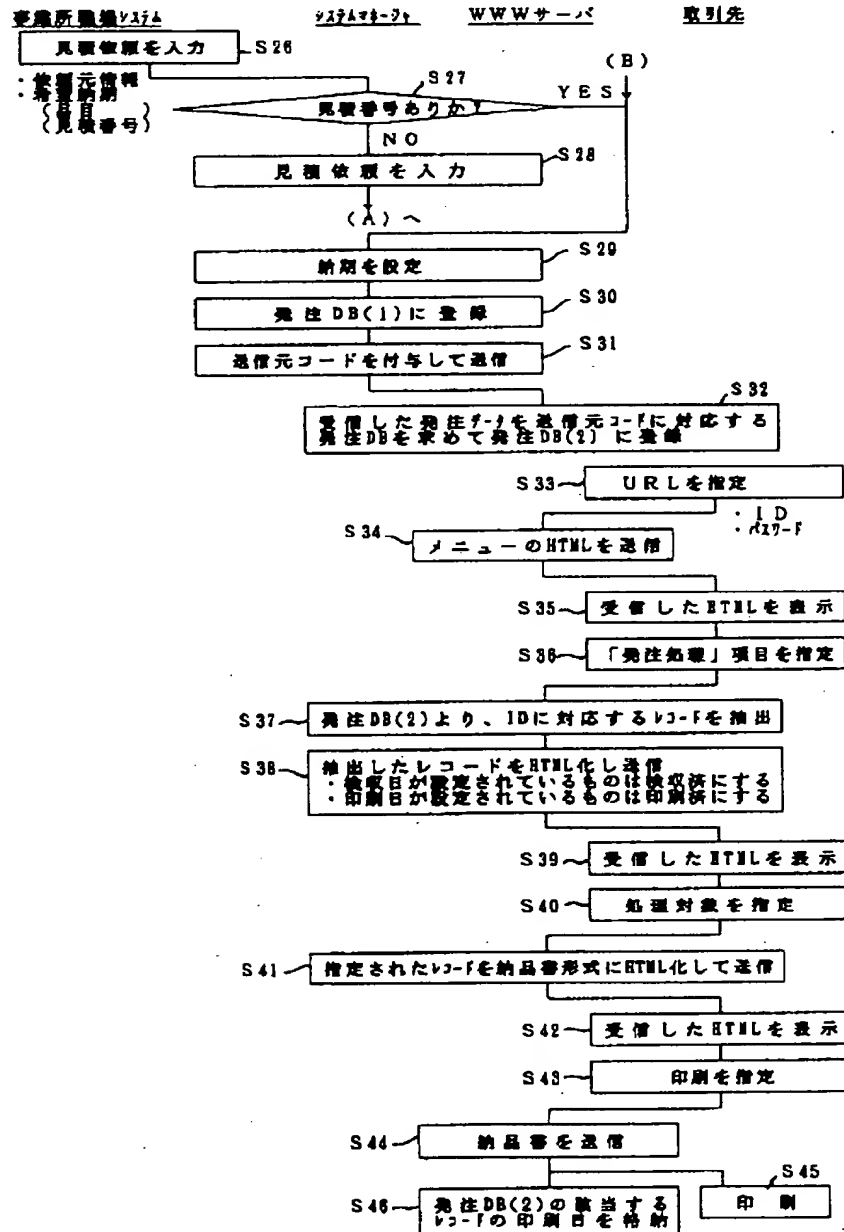 事業所職場システム
システムマネージャ
WWWサーバ
取引先
見積依頼を入力
S26
・依頼元情報
・希望納期
(品目)
(見積番号)
S27
見積番号ありか?
YES
(B)
NO
見積依頼を入力
S28
(A)へ
納期を設定
S29
発注DB(1)に登録
S30
送信元コードを付与して送信
S31
S32
受信した発注データを送信元コードに対応する
発注DBを求めて発注DB(2)に登録
S33
URLを指定
・ID
・パスワード
S34
メニューのHTMLを送信
S35
受信したHTMLを表示
S36
「発注処理」項目を指定
S37
発注DB(2)より、IDに対応するレコードを抽出
S38
抽出したレコードをHTML化し送信
・検収日が設定されているものは検収済にする
・印刷日が設定されているものは印刷済にする
S39
受信したHTMLを表示
S40
処理対象を指定
S41
指定されたレコードを納品書形式にHTML化して送信
S42
受信したHTMLを表示
S43
印刷を指定
S44
納品書を送信
S45
印刷
S46
発注DB(2)の該当する
レコードの印刷日を格納